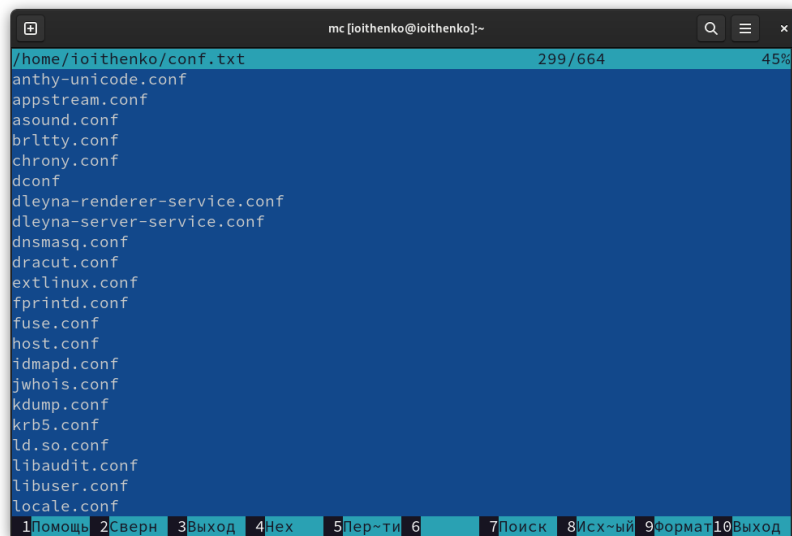 mc [ioithenko@ioithenko]:~
/home/ioithenko/conf.txt 299/664 45%
anthy-unicode.conf
appstream.conf
asound.conf
brltty.conf
chrony.conf
dconf
dleyna-renderer-service.conf
dleyna-server-service.conf
dnsmasq.conf
dracut.conf
extlinux.conf
fprintd.conf
fuse.conf
host.conf
idmapd.conf
jwhois.conf
kdump.conf
krb5.conf
ld.so.conf
libaudit.conf
libuser.conf
locale.conf
1Помощь 2Сверн 3Выход 4Hex 5Пер~ти 6 7Поиск 8Исх~ый 9Формат 10Выход